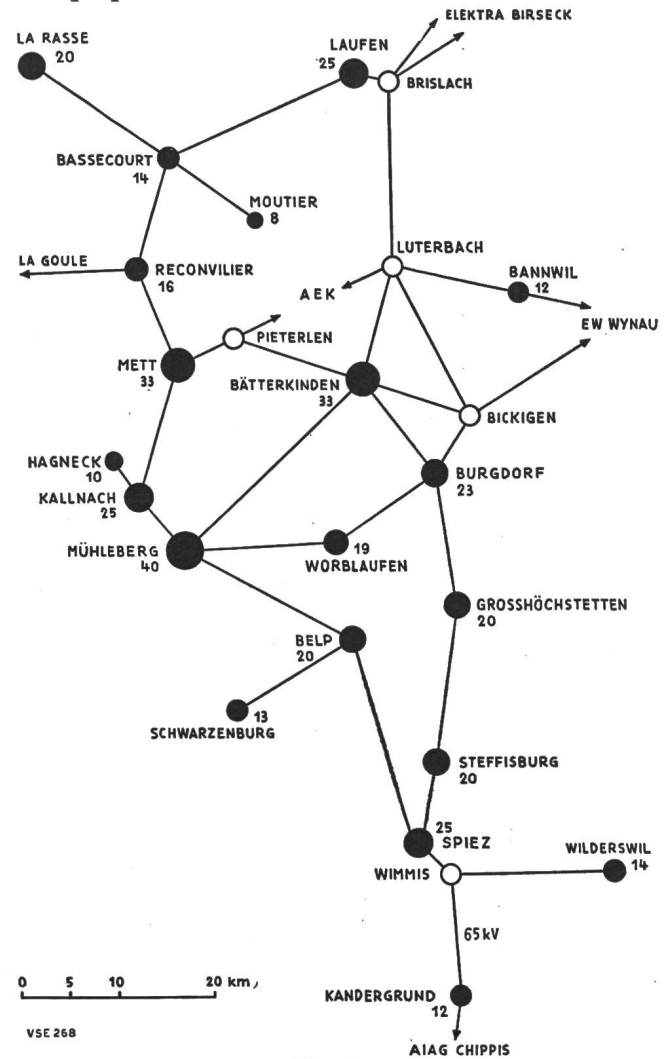 ELEKTRA BIRSECK
LA RASSE
20
LAUFEN
25
BRISLACH
BASSECOURT
14
MOUTIER
8
LUTERBACH
LA GOULE
RECONVILIER
16
AEK
BANNWIL
12
EW WYNAU
PIETERLEN
METT
33
BÄTTERKINDEN
33
BICKIGEN
HAGNECK
10
KALLNACH
25
BURGDORF
23
MÜHLEBERG
40
19
WORBLAUFEN
GROSSHÖCHSTETTEN
20
BELP
20
13
SCHWARZENBURG
STEFFISBURG
20
25
SPIEZ
WILDERSWIL
14
WIMMIS
65 kV
0 5 10 20 km
KANDERGRUND
12
VSE 268
AIAG CHIPPIS